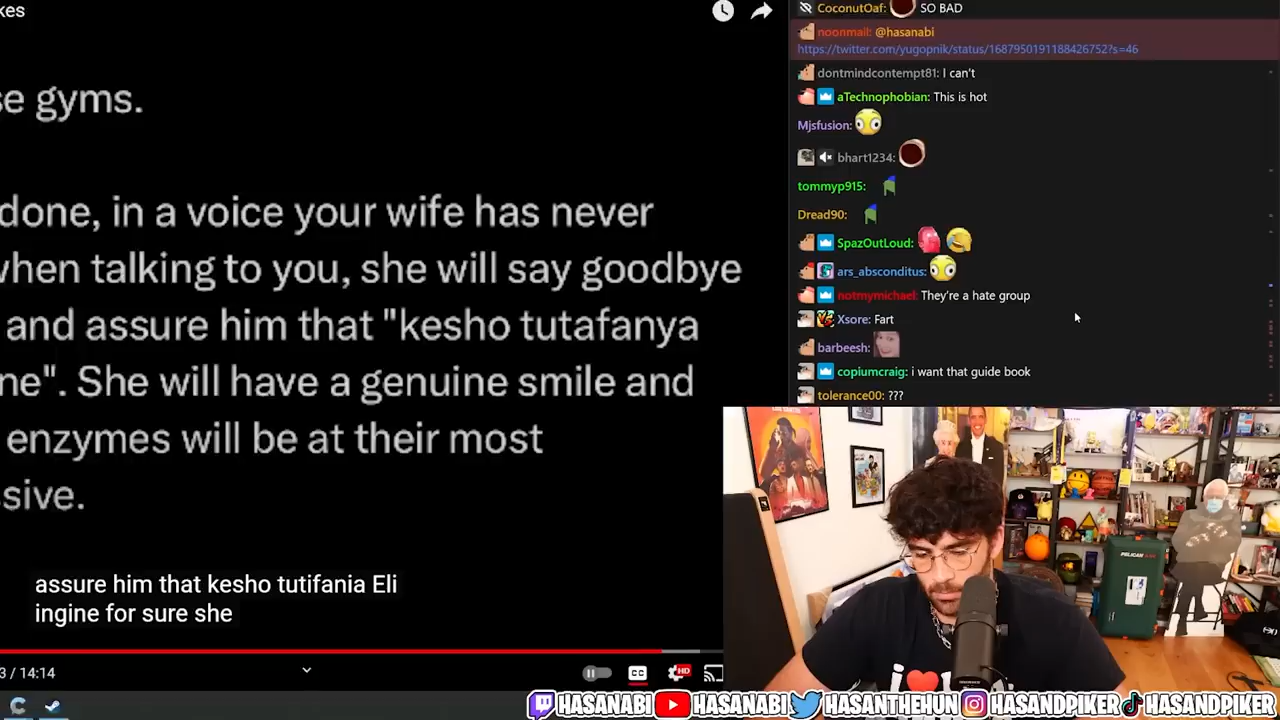 kes
se gyms.
done, in a voice your wife has never
when talking to you, she will say goodbye
and assure him that "kesho tutafanya
ne". She will have a genuine smile and
enzymes will be at their most
sive.
assure him that kesho tutifania Eli
ingine for sure she
3 / 14:14
CC
HD
CoconutOaf: SO BAD
noonmail: @hasanabi
https://twitter.com/yugopnik/status/1687950191188426752?s=46
dontmindcontempt81: I can't
aTechnophobian: This is hot
Mjsfusion:
bhart1234:
tommyp915:
Dread90:
SpazOutLoud:
ars_absconditus:
notmymichael: They're a hate group
Xsore: Fart
barbeesh:
copiumcraig: i want that guide book
tolerance00: ???
PELICAN
i L
HASANABI HASANABI HASANTHEHUN HASANDPIKER HASANDPIKER